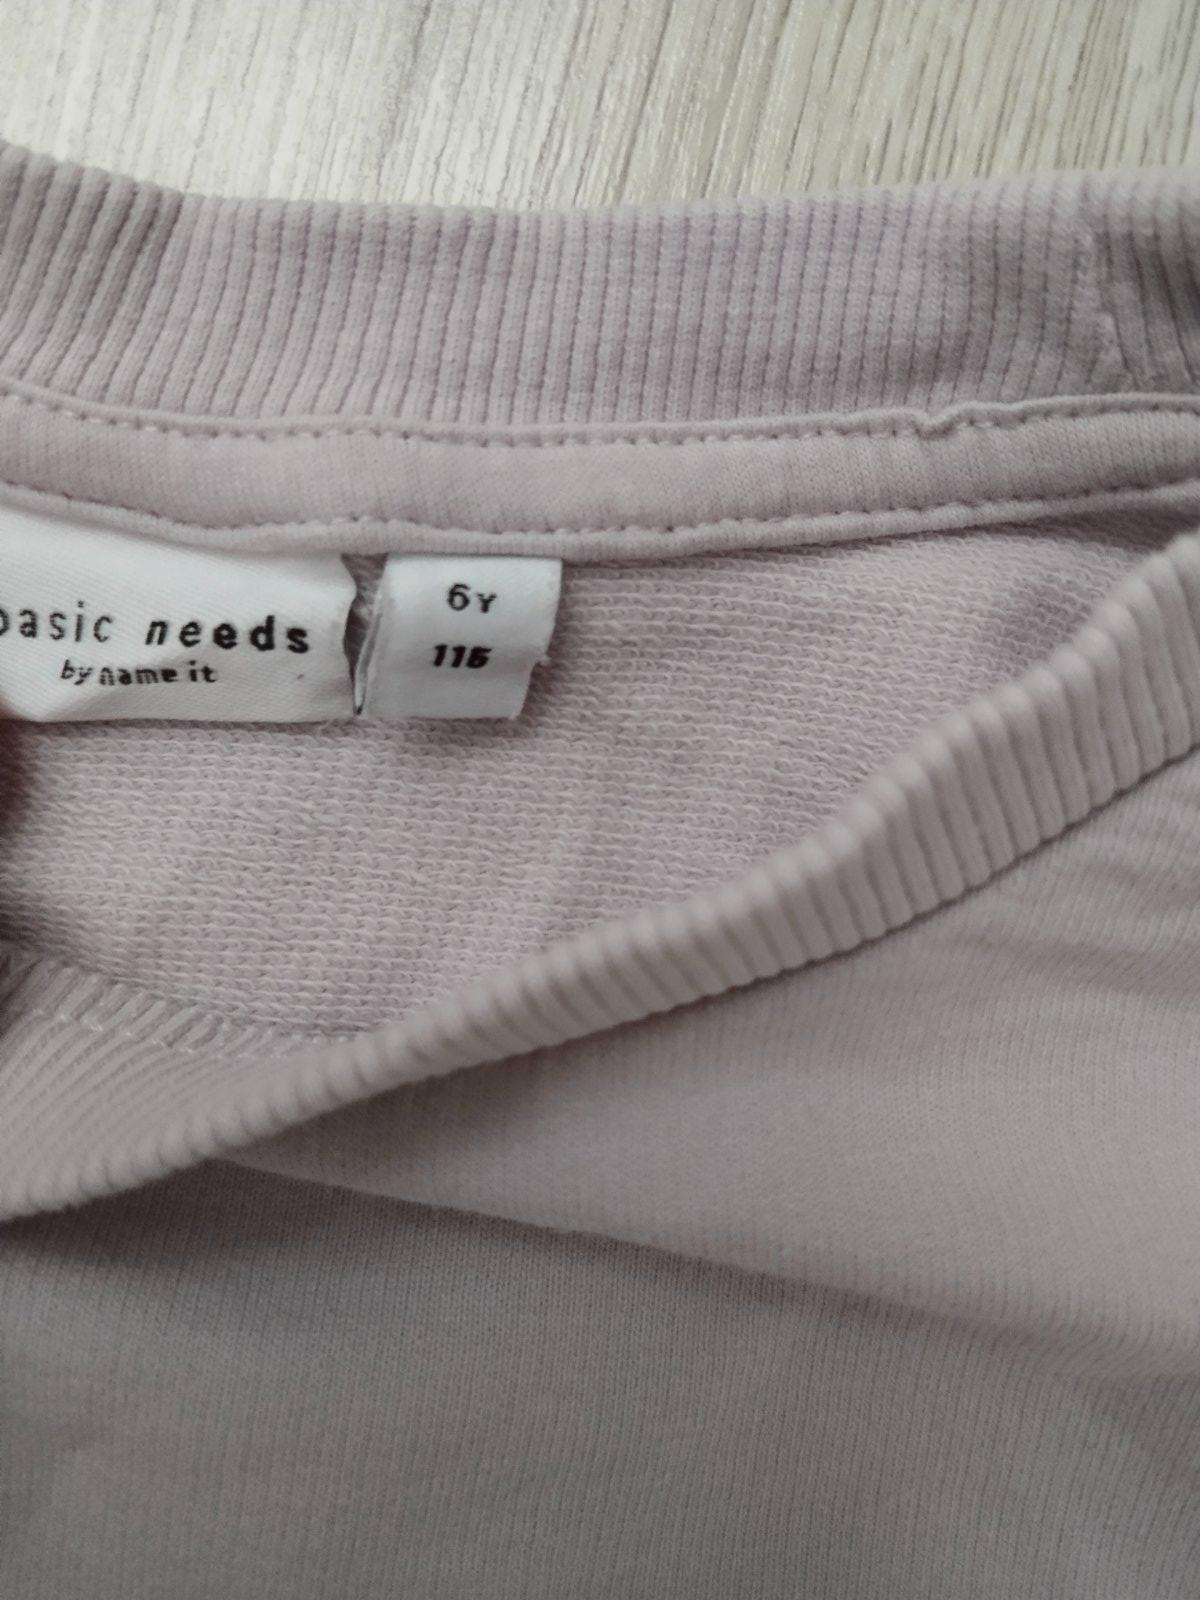 basic needs
by name it
6Y
116